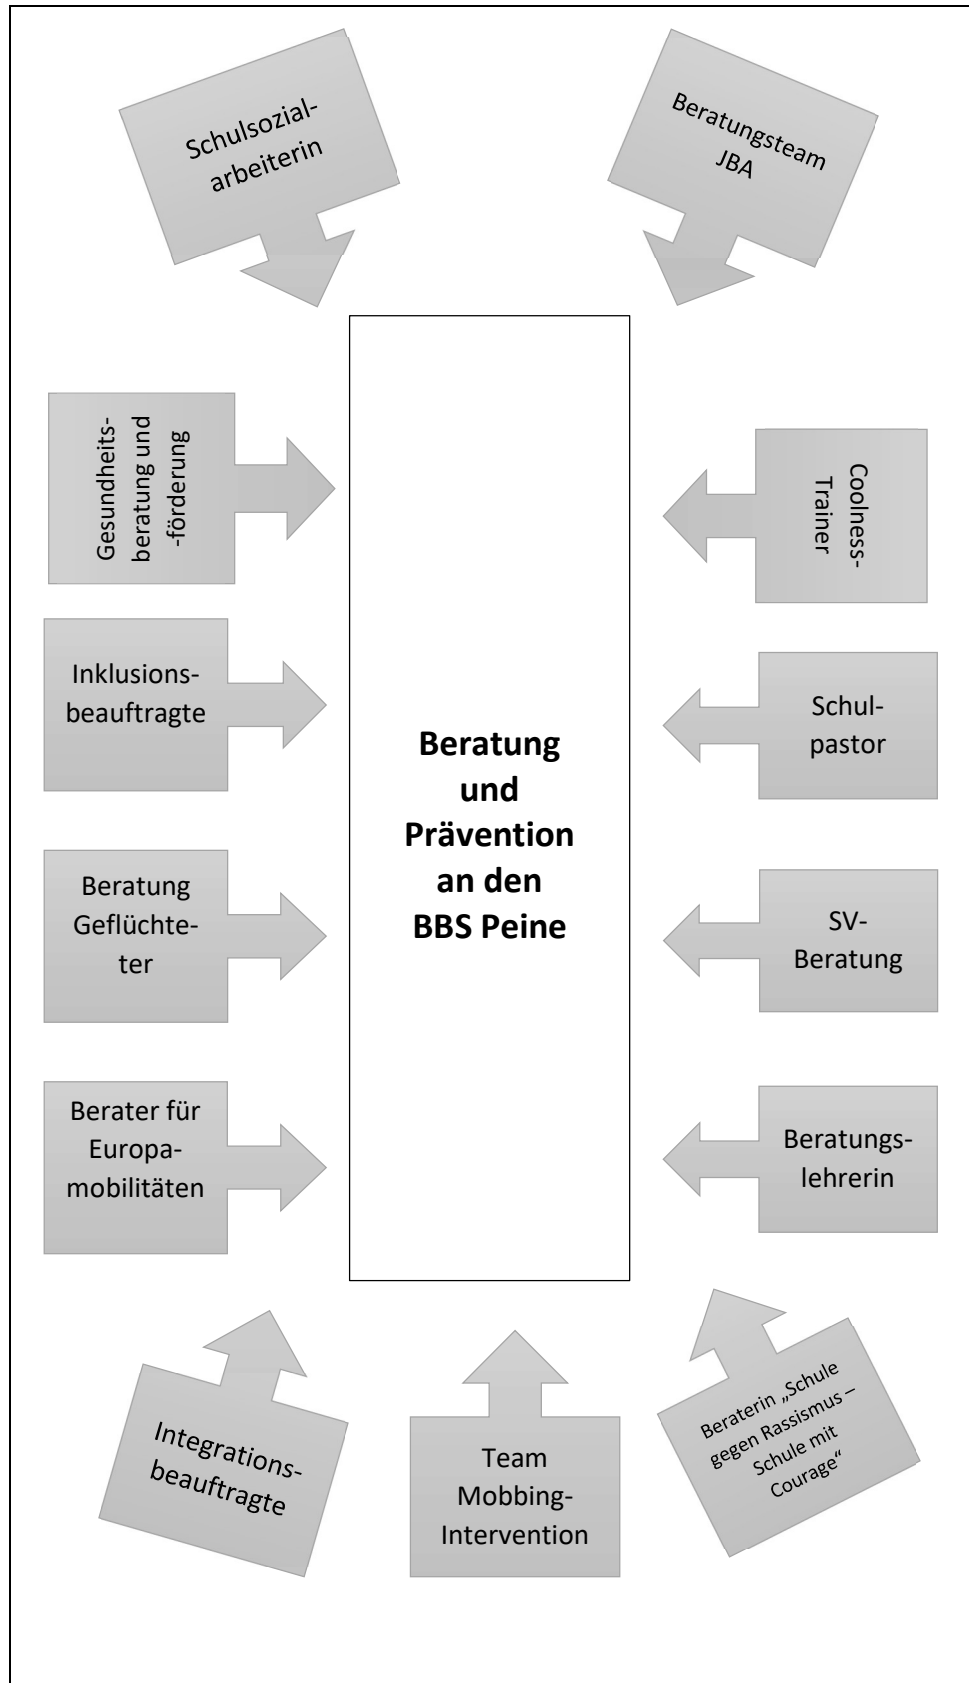 Schulsozial-
arbeiterin
Beratungsteam
JBA
Gesundheits-
beratung und
-förderung
Coolness-
Trainer
Inklusions-
beauftragte
Schul-
pastor
Beratung
und
Prävention
an den
BBS Peine
Beratung
Geflüchte-
ter
SV-
Beratung
Berater für
Europa-
mobilitäten
Beratungs-
lehrerin
Integrations-
beauftragte
Team
Mobbing-
Intervention
Beraterin „Schule
gegen Rassismus –
Schule mit
Courage“